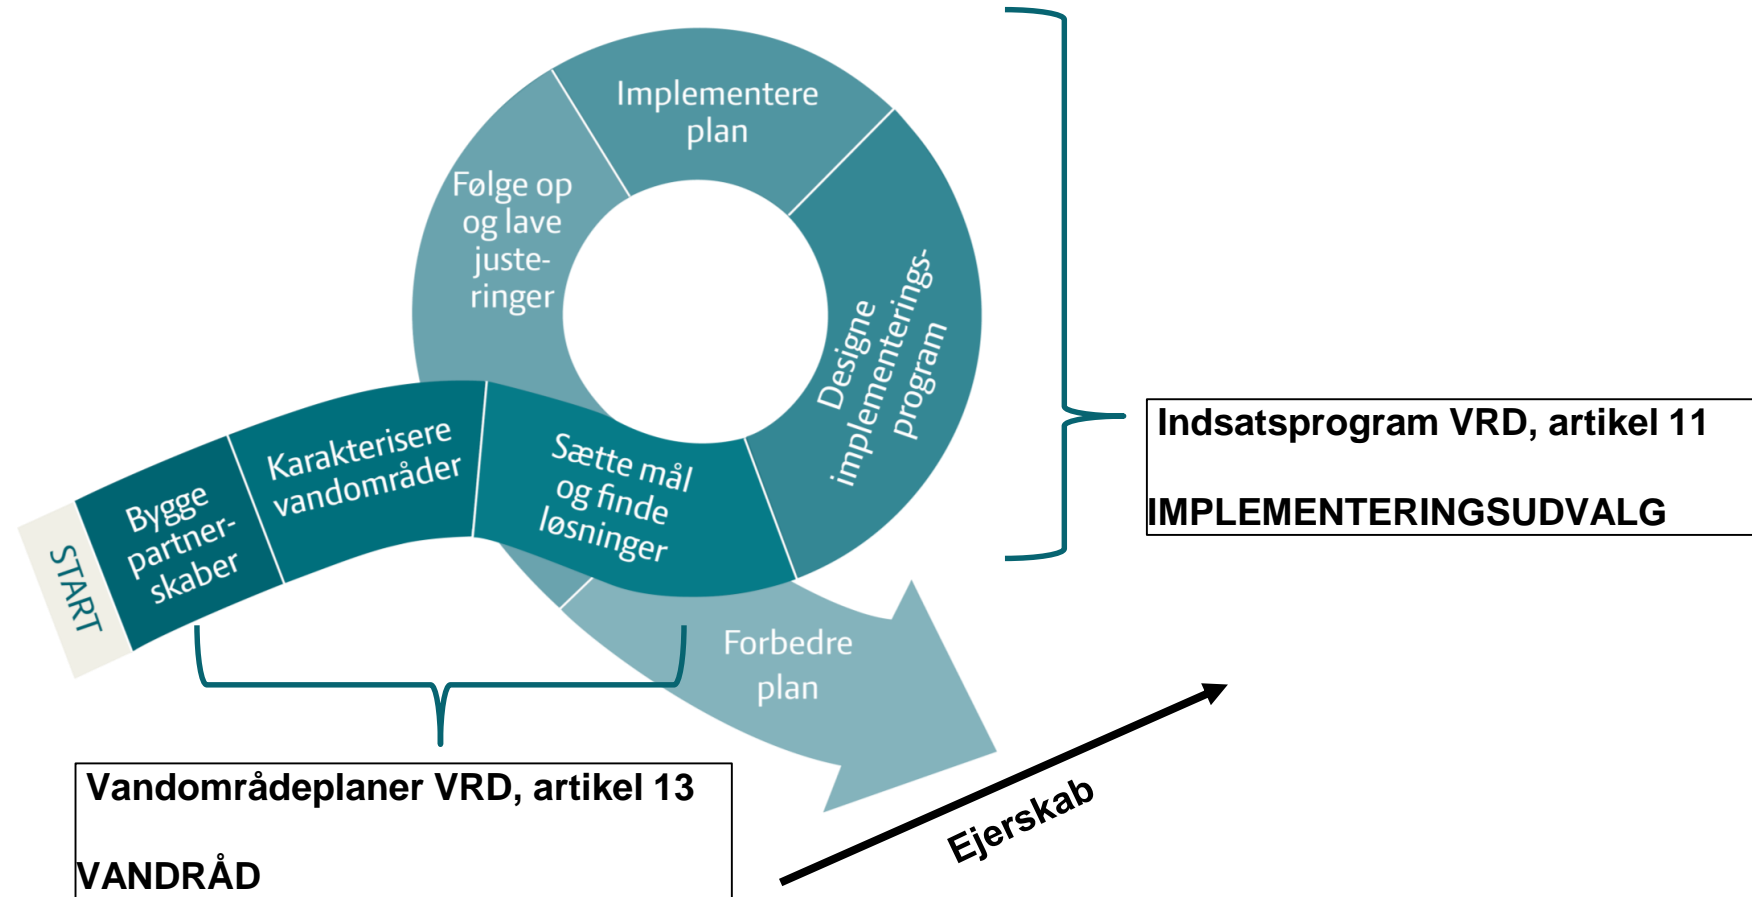 START
Bygge
partner-
skaber
Karakterisere
vandområder
Sætte mål
og finde
løsninger
Designe
implementerings-
program
Implementere
plan
Følge op
og lave
juste-
ringer
Forbedre
plan
Indsatsprogram VRD, artikel 11
IMPLEMENTERINGSUDVALG
Vandområdeplaner VRD, artikel 13
VANDRÅD
Ejerskab